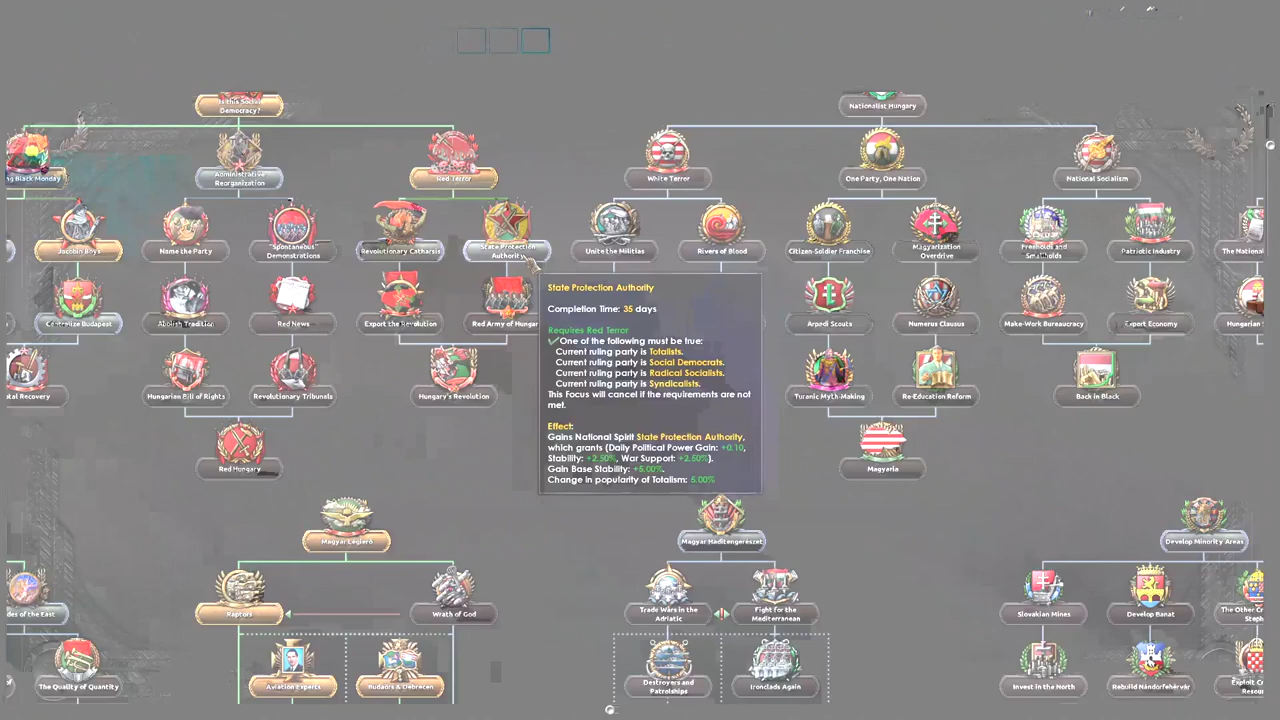 Is this Social
Democracy?
Nationalist Hungary
ng Black Monday
Administrative
Reorganization
Red Terror
White Terror
One Party, One Nation
National Socialism
Jacobin Boys
Name the Party
"Spontaneous"
Demonstrations
Revolutionary Catharsis
State Protection
Authority
Unite the Militias
Rivers of Blood
Citizen-Soldier Franchise
Magyarization
Overdrive
Freeholds and
Smallholds
Patriotic Industry
The National
Centralize Budapest
Abolish Tradition
Red News
Export the Revolution
Red Army of Hungar
Arpad Scouts
Numerus Clausus
Make-Work Bureaucracy
Export Economy
Hungarian S
State Protection Authority
Completion Time: 35 days
Requires Red Terror
One of the following must be true:
Current ruling party is Totalists.
Current ruling party is Social Democrats.
Current ruling party is Radical Socialists.
Current ruling party is Syndicalists.
This Focus will cancel if the requirements are not
met.
Effect:
Gains National Spirit State Protection Authority,
which grants (Daily Political Power Gain: +0.10,
Stability: +2.50%, War Support: +2.50%).
Gain Base Stability: +5.00%.
Change in popularity of Totalism: 5.00%
otal Recovery
Hungarian Bill of Rights
Revolutionary Tribunals
Hungary's Revolution
Turanic Myth-Making
Re-Education Reform
Back in Black
Red Hungary
Magyaria
Magyar Légierő
Magyar Haditengerészet
Develop Minority Areas
des of the East
Raptors
Wrath of God
Trade Wars in the
Adriatic
Fight for the
Mediterranean
Slovakian Mines
Develop Banat
The Other Cr
Steph
The Quality of Quantity
Aviation Experts
Budaörs & Debrecen
Destroyers and
Patrolships
Ironclads Again
Invest in the North
Rebuild Nándorfehérvár
Exploit Cr
Resou